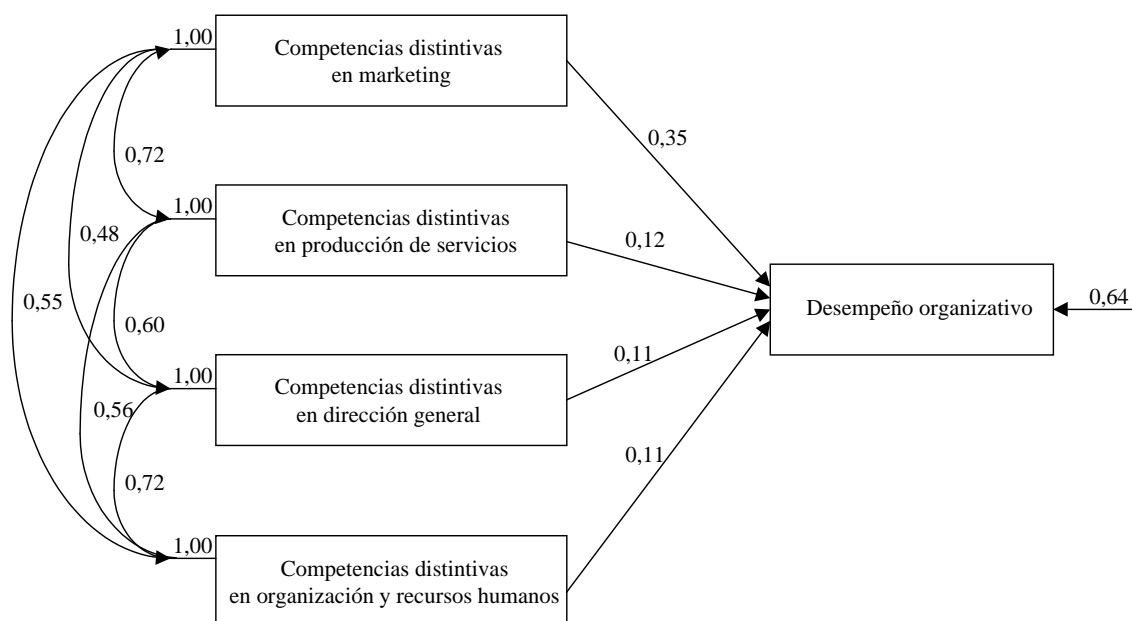 1,00
Competencias distintivas
en marketing
0,35
0,72
1,00
Competencias distintivas
en producción de servicios
0,12
0,48
0,55
0,60
Desempeño organizativo
0,64
1,00
Competencias distintivas
en dirección general
0,11
0,56
0,72
0,11
1,00
Competencias distintivas
en organización y recursos humanos